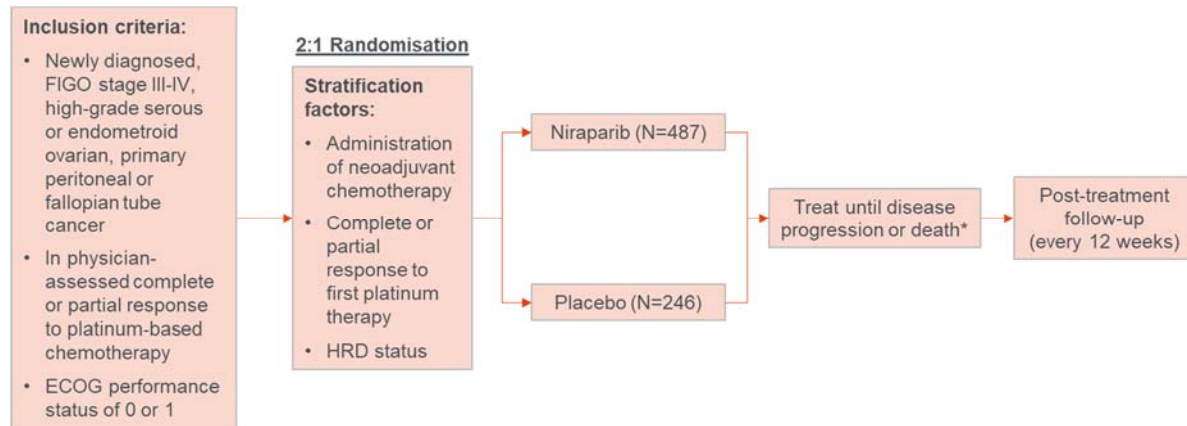 Inclusion criteria:
• Newly diagnosed,
FIGO stage III-IV,
high-grade serous
or endometroid
ovarian, primary
peritoneal or
fallopian tube
cancer
• In physician-
assessed complete
or partial response
to platinum-based
chemotherapy
• ECOG performance
status of 0 or 1
2:1 Randomisation
Stratification
factors:
• Administration
of neoadjuvant
chemotherapy
• Complete or
partial
response to
first platinum
therapy
• HRD status
Niraparib (N=487)
Placebo (N=246)
Treat until disease
progression or death*
Post-treatment
follow-up
(every 12 weeks)